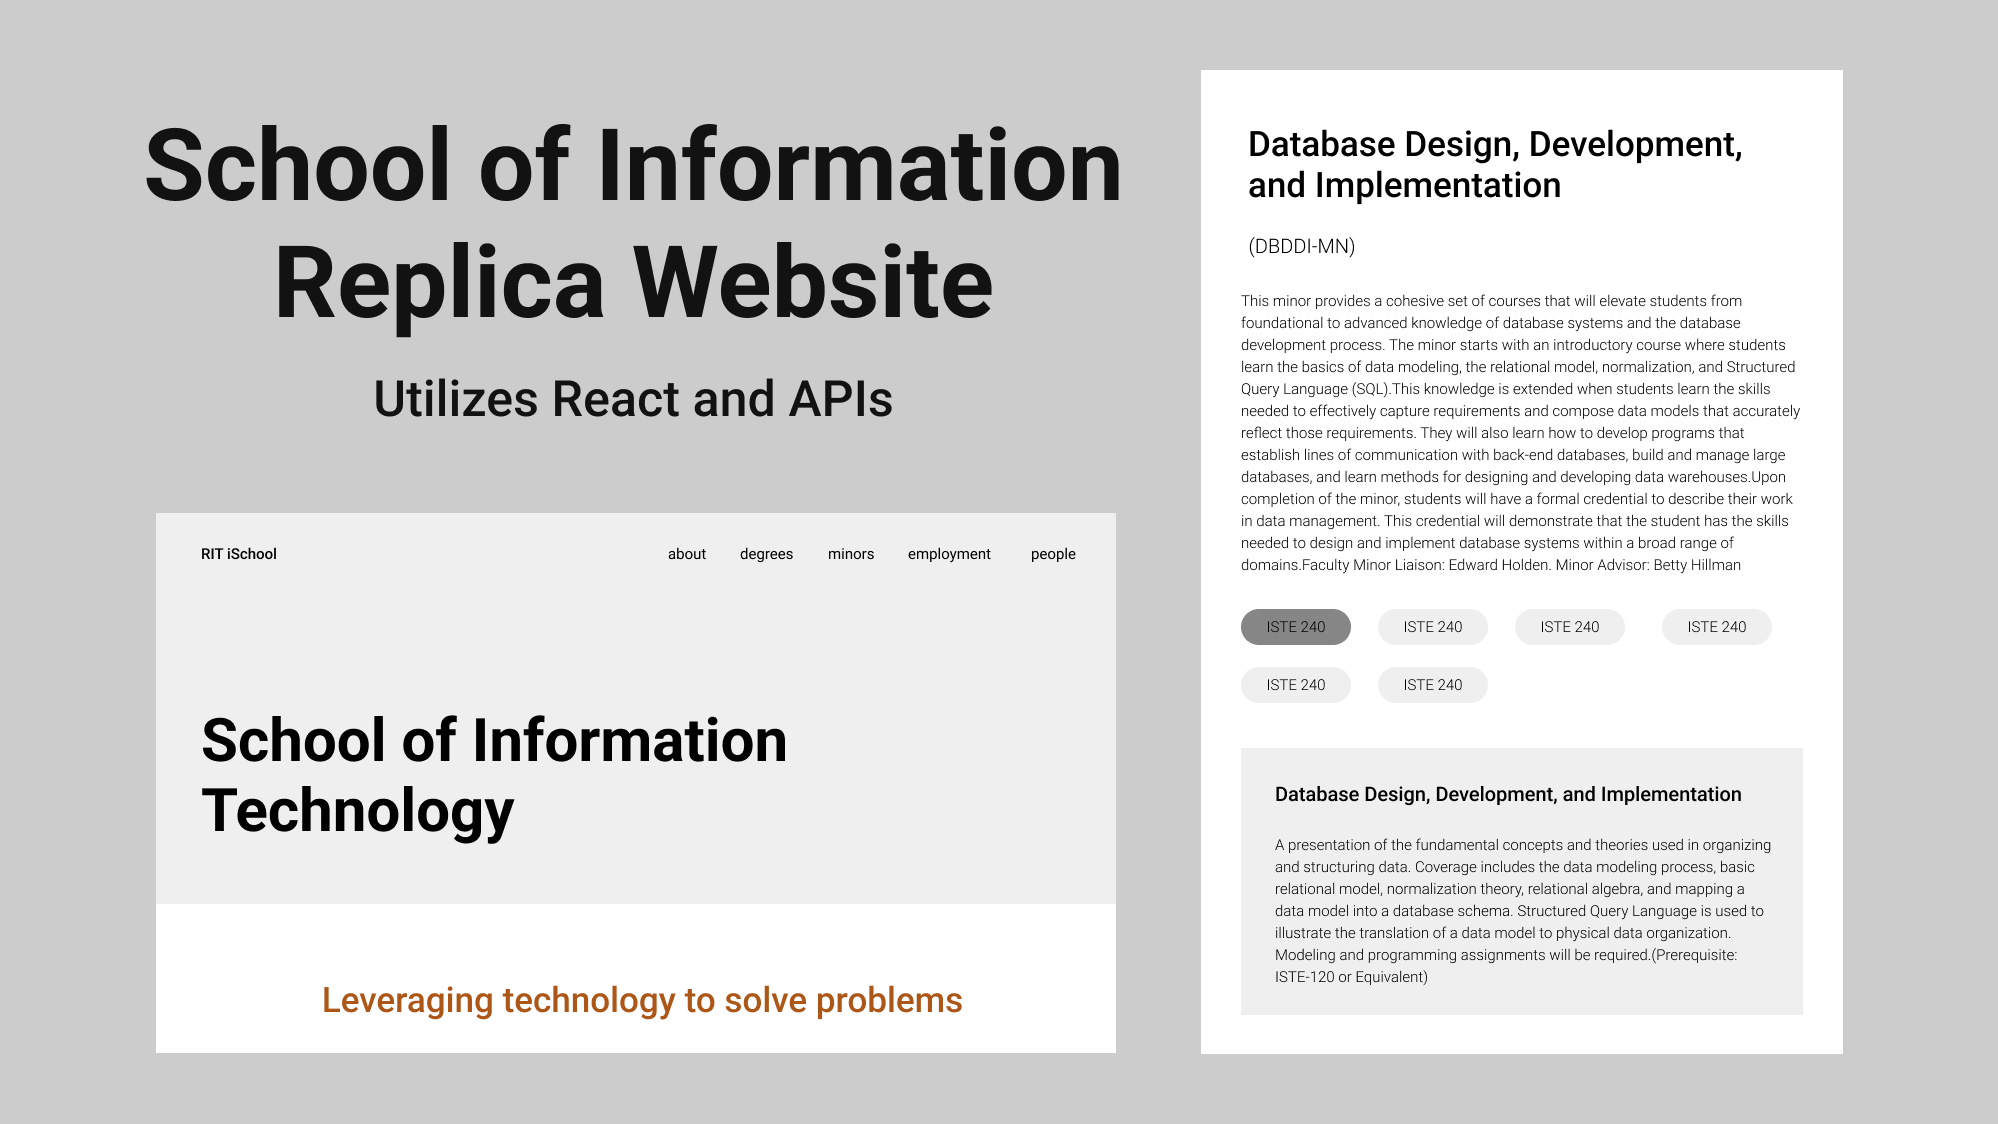 School of Information
Replica Website
Utilizes React and APIs
RIT iSchool
about degrees minors employment people
School of Information
Technology
Leveraging technology to solve problems
Database Design, Development,
and Implementation
(DBDDI-MN)
This minor provides a cohesive set of courses that will elevate students from
foundational to advanced knowledge of database systems and the database
development process. The minor starts with an introductory course where students
learn the basics of data modeling, the relational model, normalization, and Structured
Query Language (SQL).This knowledge is extended when students learn the skills
needed to effectively capture requirements and compose data models that accurately
reflect those requirements. They will also learn how to develop programs that
establish lines of communication with back-end databases, build and manage large
databases, and learn methods for designing and developing data warehouses.Upon
completion of the minor, students will have a formal credential to describe their work
in data management. This credential will demonstrate that the student has the skills
needed to design and implement database systems within a broad range of
domains.Faculty Minor Liaison: Edward Holden. Minor Advisor: Betty Hillman
ISTE 240 ISTE 240 ISTE 240 ISTE 240
ISTE 240 ISTE 240
Database Design, Development, and Implementation
A presentation of the fundamental concepts and theories used in organizing
and structuring data. Coverage includes the data modeling process, basic
relational model, normalization theory, relational algebra, and mapping a
data model into a database schema. Structured Query Language is used to
illustrate the translation of a data model to physical data organization.
Modeling and programming assignments will be required.(Prerequisite:
ISTE-120 or Equivalent)